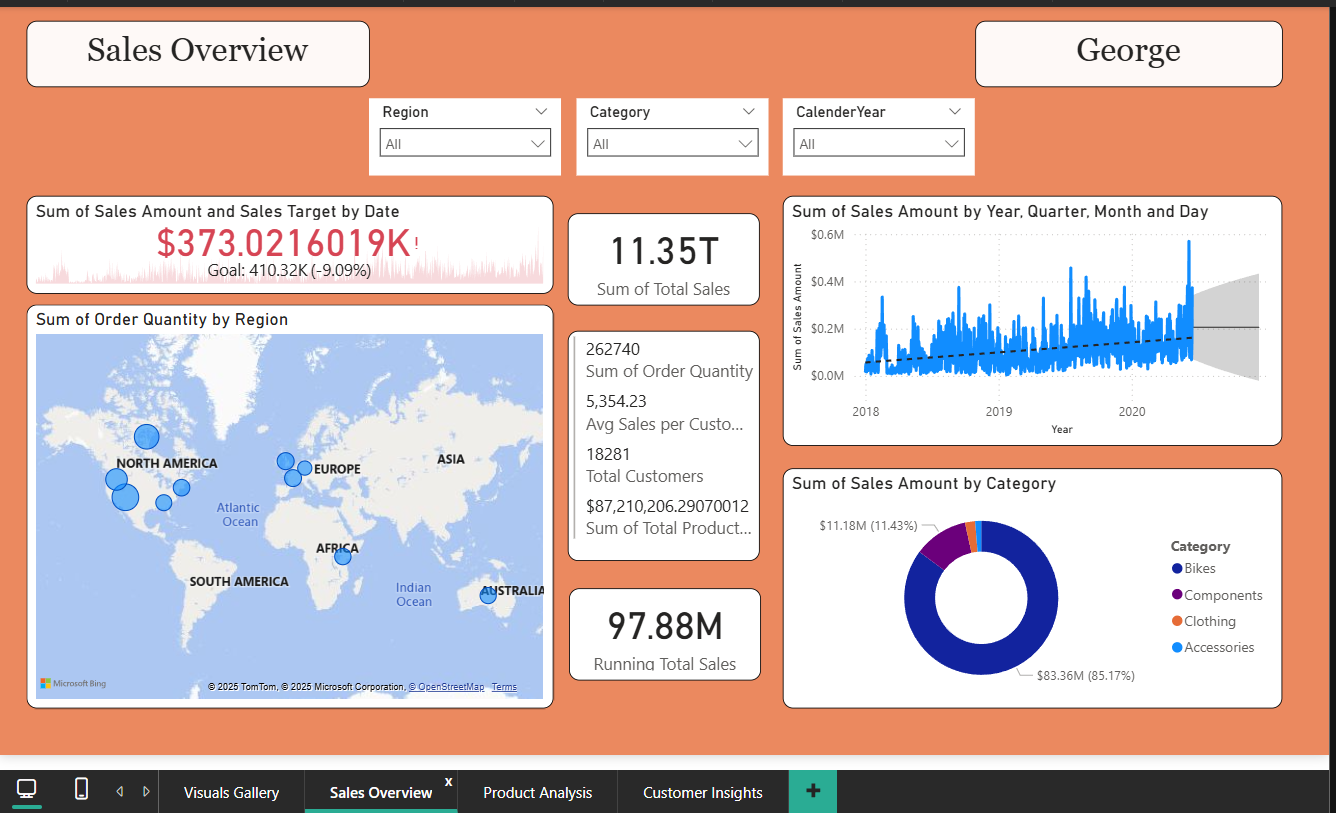 Sales Overview
George
Region
Category
CalenderYear
All
All
All
Sum of Sales Amount and Sales Target by Date
$373.0216019K!
Goal: 410.32K (-9.09%)
Sum of Order Quantity by Region
NORTH AMERICA
EUROPE
ASIA
Atlantic
Ocean
AFRICA
SOUTH AMERICA
Indian
Ocean
AUSTRALIA
Microsoft Bing
© 2025 TomTom, © 2025 Microsoft Corporation, © OpenStreetMap Terms
11.35T
Sum of Total Sales
262740
Sum of Order Quantity
5,354.23
Avg Sales per Custo...
18281
Total Customers
$87,210,206.29070012
Sum of Total Product...
97.88M
Running Total Sales
Sum of Sales Amount by Year, Quarter, Month and Day
Sum of Sales Amount
$0.6M
$0.4M
$0.2M
$0.0M
2018
2019
2020
Year
Sum of Sales Amount by Category
$11.18M (11.43%)
$83.36M (85.17%)
Category
Bikes
Components
Clothing
Accessories
Visuals Gallery
Sales Overview
x
Product Analysis
Customer Insights
+